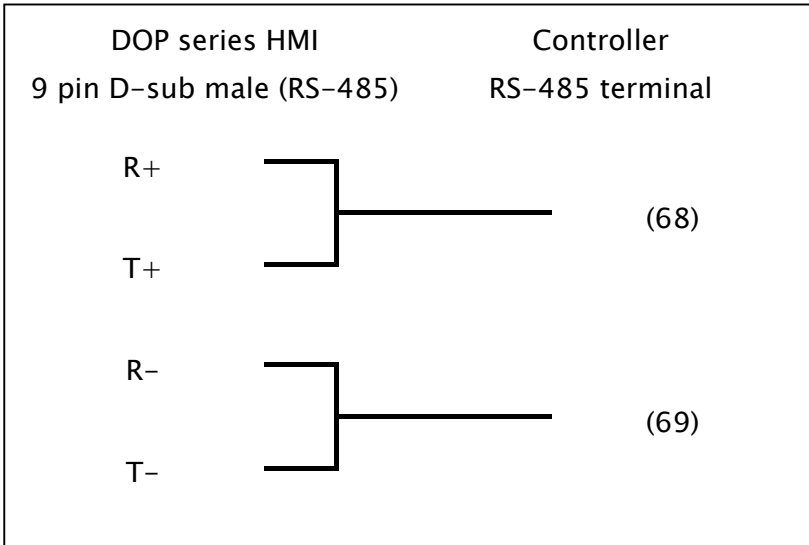 DOP series HMI Controller
9 pin D-sub male (RS-485) RS-485 terminal
R+
(68)
T+
R-
(69)
T-